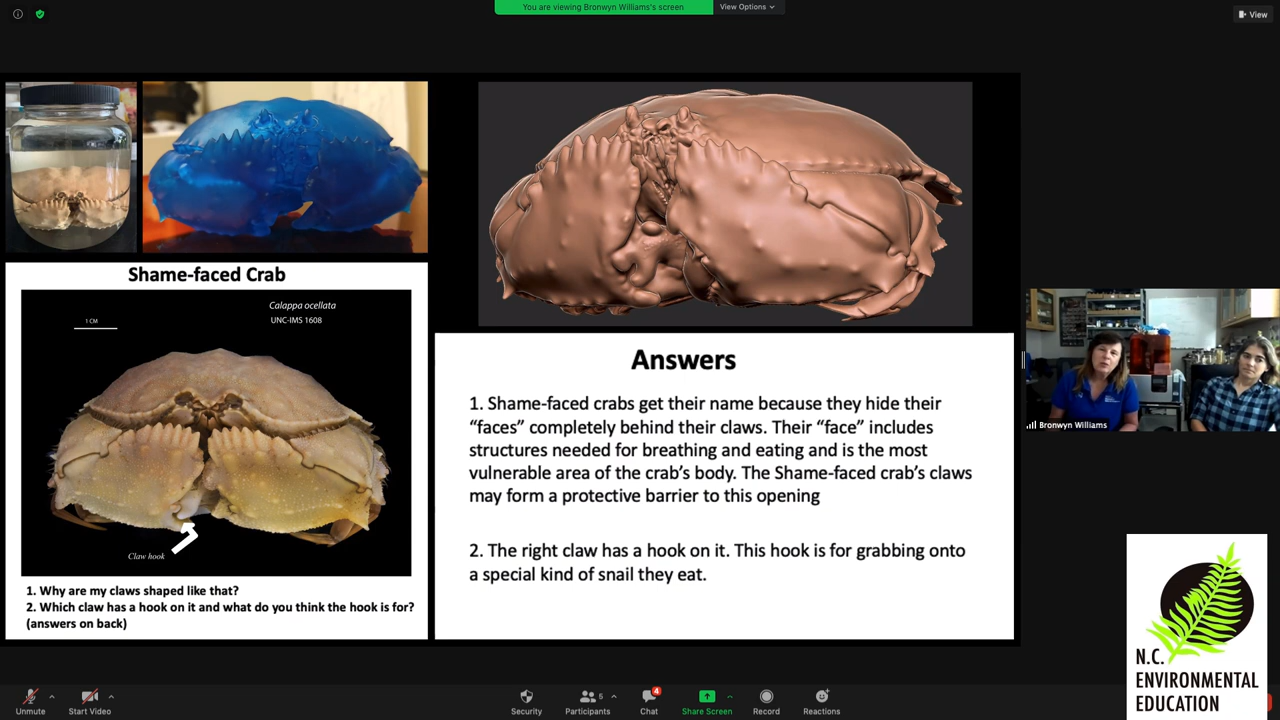 You are viewing Bronwyn Williams's screen
View Options
View
Shame-faced Crab
Calappa ocellata
UNC-IMS 1608
1 CM
Claw hook
1. Why are my claws shaped like that?
2. Which claw has a hook on it and what do you think the hook is for?
(answers on back)
Answers
1. Shame-faced crabs get their name because they hide their
“faces” completely behind their claws. Their “face” includes
structures needed for breathing and eating and is the most
vulnerable area of the crab’s body. The Shame-faced crab’s claws
may form a protective barrier to this opening
2. The right claw has a hook on it. This hook is for grabbing onto
a special kind of snail they eat.
Bronwyn Williams
N.C.
ENVIRONMENTAL
EDUCATION
Unmute
Start Video
Security
Participants
5
Chat
4
Share Screen
Record
Reactions